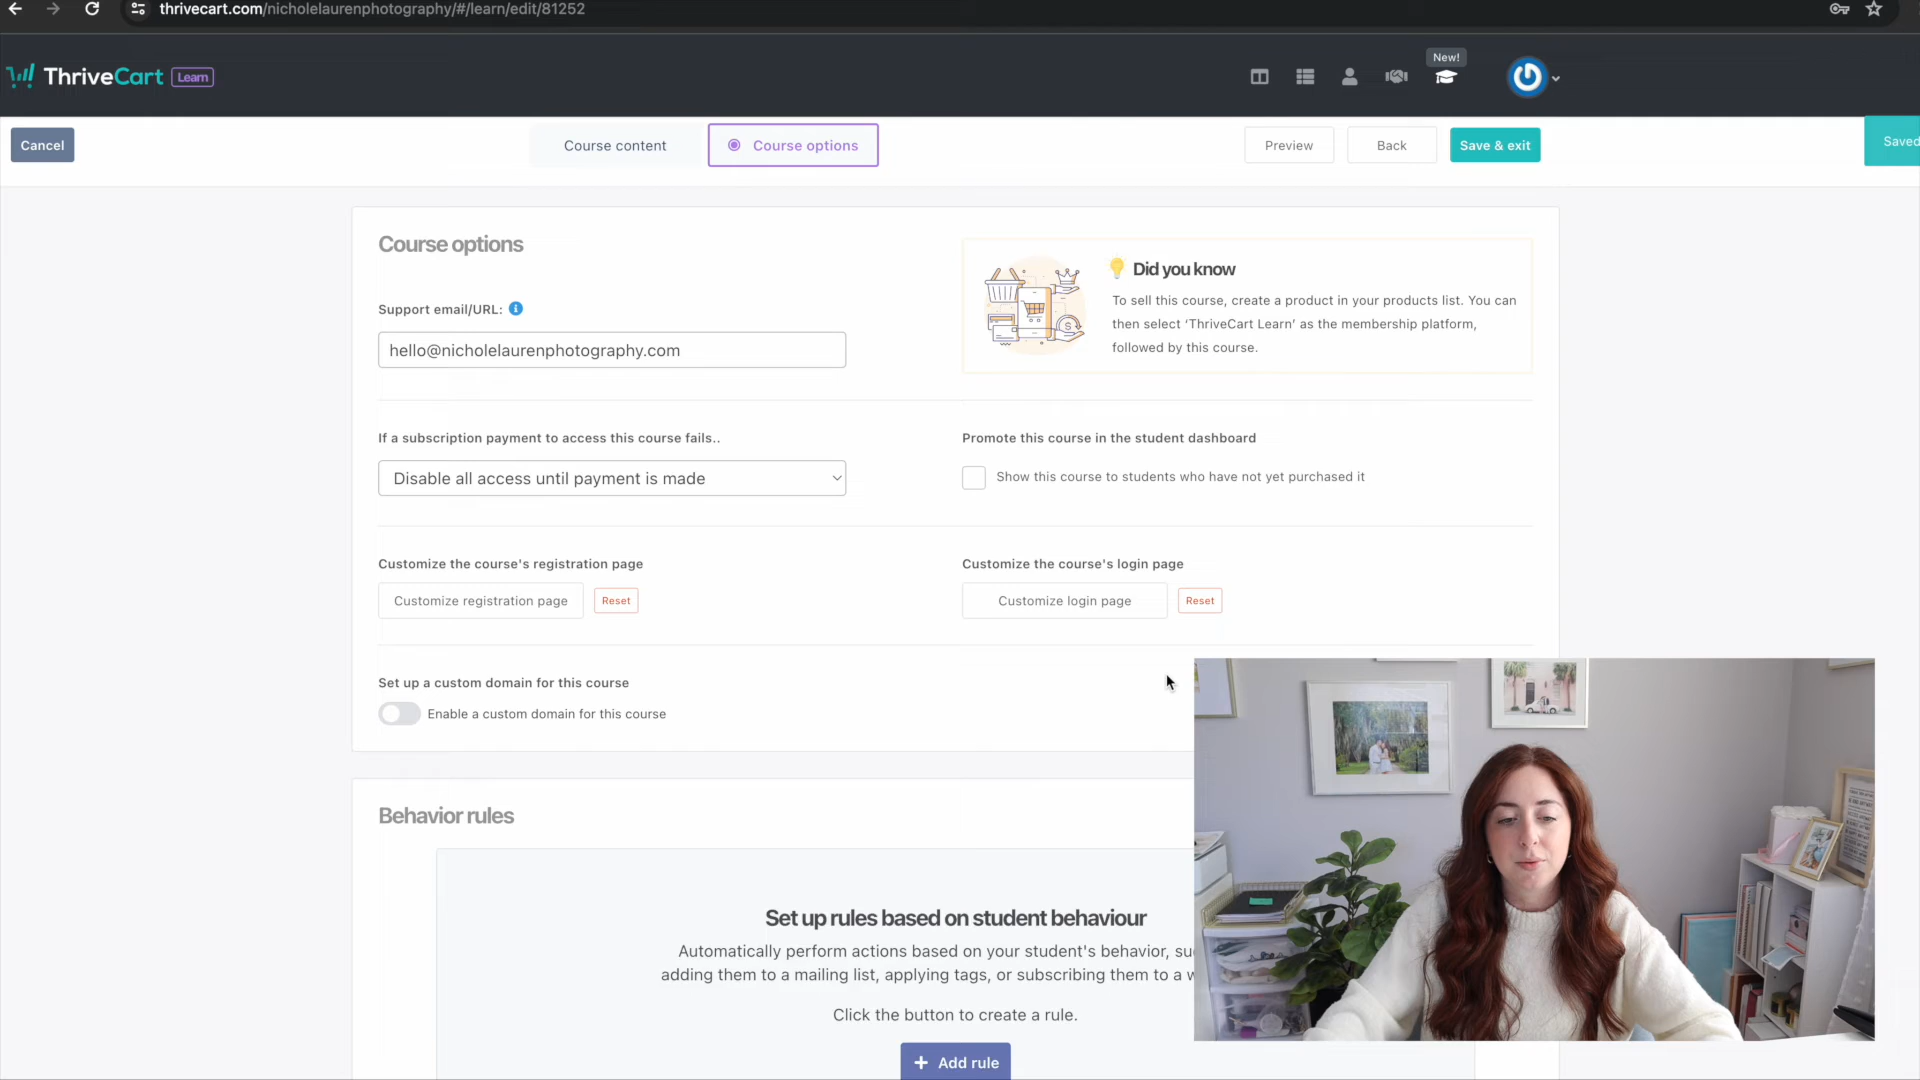 thrivecart.com/nicholelaurenphotography/#/learn/edit/81252
ThriveCart Learn
New!
Cancel
Course content
Course options
Preview
Back
Save & exit
Saved
Course options
Support email/URL:
hello@nicholelaurenphotography.com
Did you know
To sell this course, create a product in your products list. You can
then select ‘ThriveCart Learn’ as the membership platform,
followed by this course.
If a subscription payment to access this course fails..
Disable all access until payment is made
Promote this course in the student dashboard
Show this course to students who have not yet purchased it
Customize the course's registration page
Customize registration page
Reset
Customize the course's login page
Customize login page
Reset
Set up a custom domain for this course
Enable a custom domain for this course
Behavior rules
Set up rules based on student behaviour
Automatically perform actions based on your student's behavior, su
adding them to a mailing list, applying tags, or subscribing them to a
Click the button to create a rule.
+ Add rule